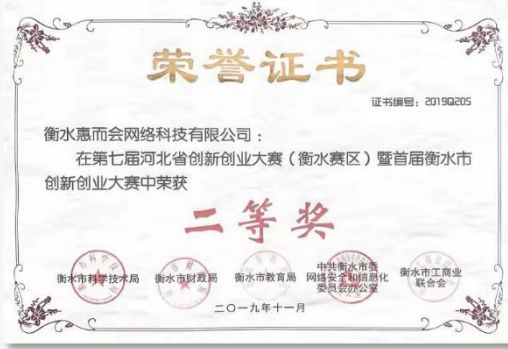 荣誉证书
证书编号：2019Q205
衡水惠而会网络科技有限公司：
在第七届河北省创新创业大赛（衡水赛区）暨首届衡水市
创新创业大赛中荣获
二等奖
衡水市科学技术局 衡水市财政局 衡水市教育局 中共衡水市委网络安全和信息化委员会办公室 衡水市工商业联合会
二〇一九年十一月